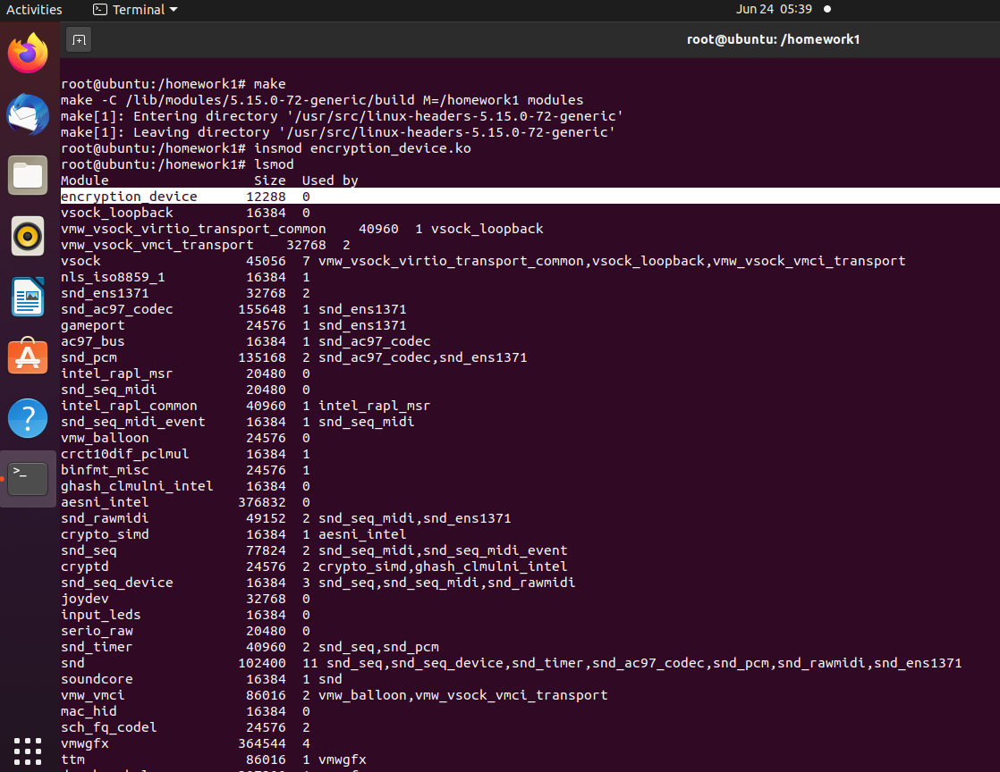 Activities Terminal Jun 24 05:39
root@ubuntu: /homework1
root@ubuntu:/homework1# make
make -C /lib/modules/5.15.0-72-generic/build M=/homework1 modules
make[1]: Entering directory '/usr/src/linux-headers-5.15.0-72-generic'
make[1]: Leaving directory '/usr/src/linux-headers-5.15.0-72-generic'
root@ubuntu:/homework1# insmod encryption_device.ko
root@ubuntu:/homework1# lsmod
Module                  Size  Used by
encryption_device      12288  0
vsock_loopback         16384  0
vmw_vsock_virtio_transport_common    40960  1 vsock_loopback
vmw_vsock_vmci_transport    32768  2
vsock                  45056  7 vmw_vsock_virtio_transport_common,vsock_loopback,vmw_vsock_vmci_transport
nls_iso8859_1          16384  1
snd_ens1371            32768  2
snd_ac97_codec        155648  1 snd_ens1371
gameport               24576  1 snd_ens1371
ac97_bus               16384  1 snd_ac97_codec
snd_pcm               135168  2 snd_ac97_codec,snd_ens1371
intel_rapl_msr         20480  0
snd_seq_midi           20480  0
intel_rapl_common      40960  1 intel_rapl_msr
snd_seq_midi_event     16384  1 snd_seq_midi
vmw_balloon            24576  0
crct10dif_pclmul       16384  1
binfmt_misc            24576  1
ghash_clmulni_intel    16384  0
aesni_intel           376832  0
snd_rawmidi            49152  2 snd_seq_midi,snd_ens1371
crypto_simd            16384  1 aesni_intel
snd_seq                77824  2 snd_seq_midi,snd_seq_midi_event
cryptd                 24576  2 crypto_simd,ghash_clmulni_intel
snd_seq_device         16384  3 snd_seq,snd_seq_midi,snd_rawmidi
joydev                 32768  0
input_leds             16384  0
serio_raw              20480  0
snd_timer              40960  2 snd_seq,snd_pcm
snd                   102400  11 snd_seq,snd_seq_device,snd_timer,snd_ac97_codec,snd_pcm,snd_rawmidi,snd_ens1371
soundcore              16384  1 snd
vmw_vmci               86016  2 vmw_balloon,vmw_vsock_vmci_transport
mac_hid                16384  0
sch_fq_codel           24576  2
vmwgfx                364544  4
ttm                    86016  1 vmwgfx